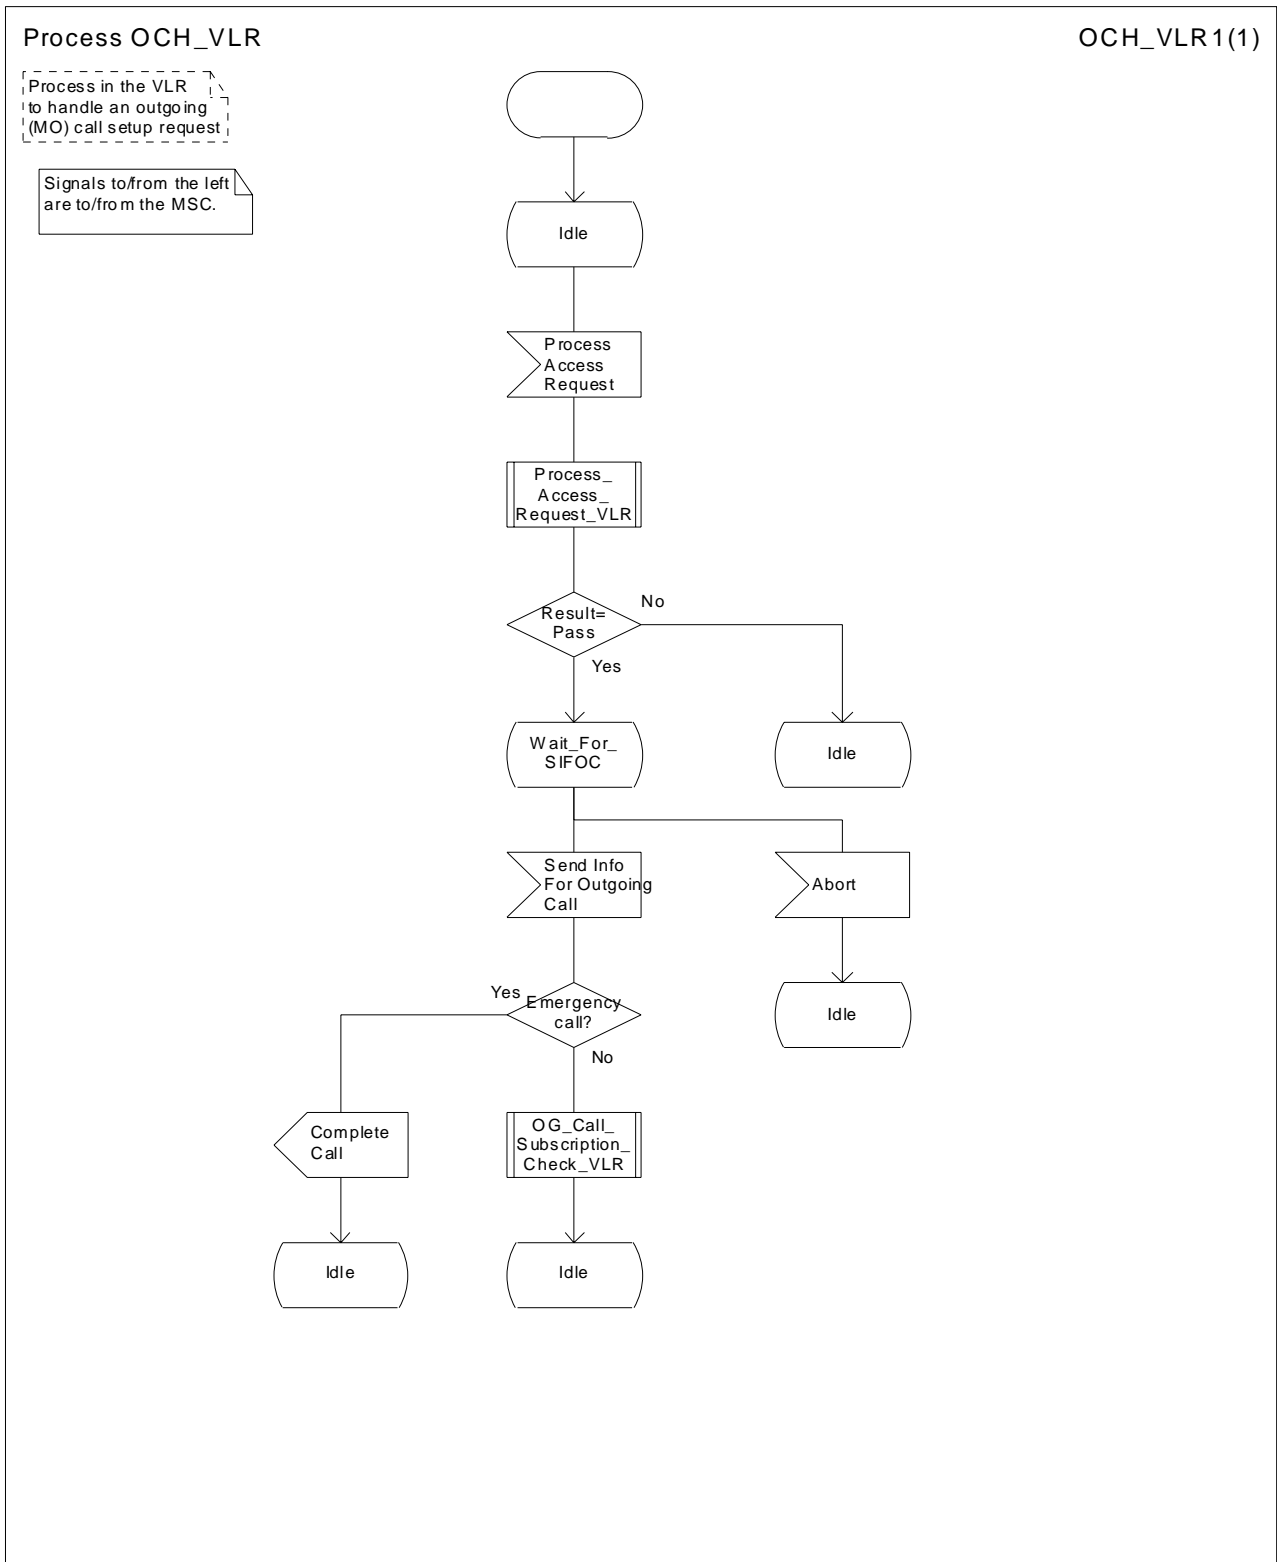 Process OCH_VLR
OCH_VLR1(1)
Process in the VLR
to handle an outgoing
(MO) call setup request
Signals to/from the left
are to/from the MSC.
Idle
Process
Access
Request
Process_
Access_
Request_VLR
Result=
Pass
No
Yes
Wait_For_
SIFOC
Idle
Send Info
For Outgoing
Call
Abort
Yes
Emergency
call?
No
Idle
Complete
Call
OG_Call_
Subscription_
Check_VLR
Idle
Idle